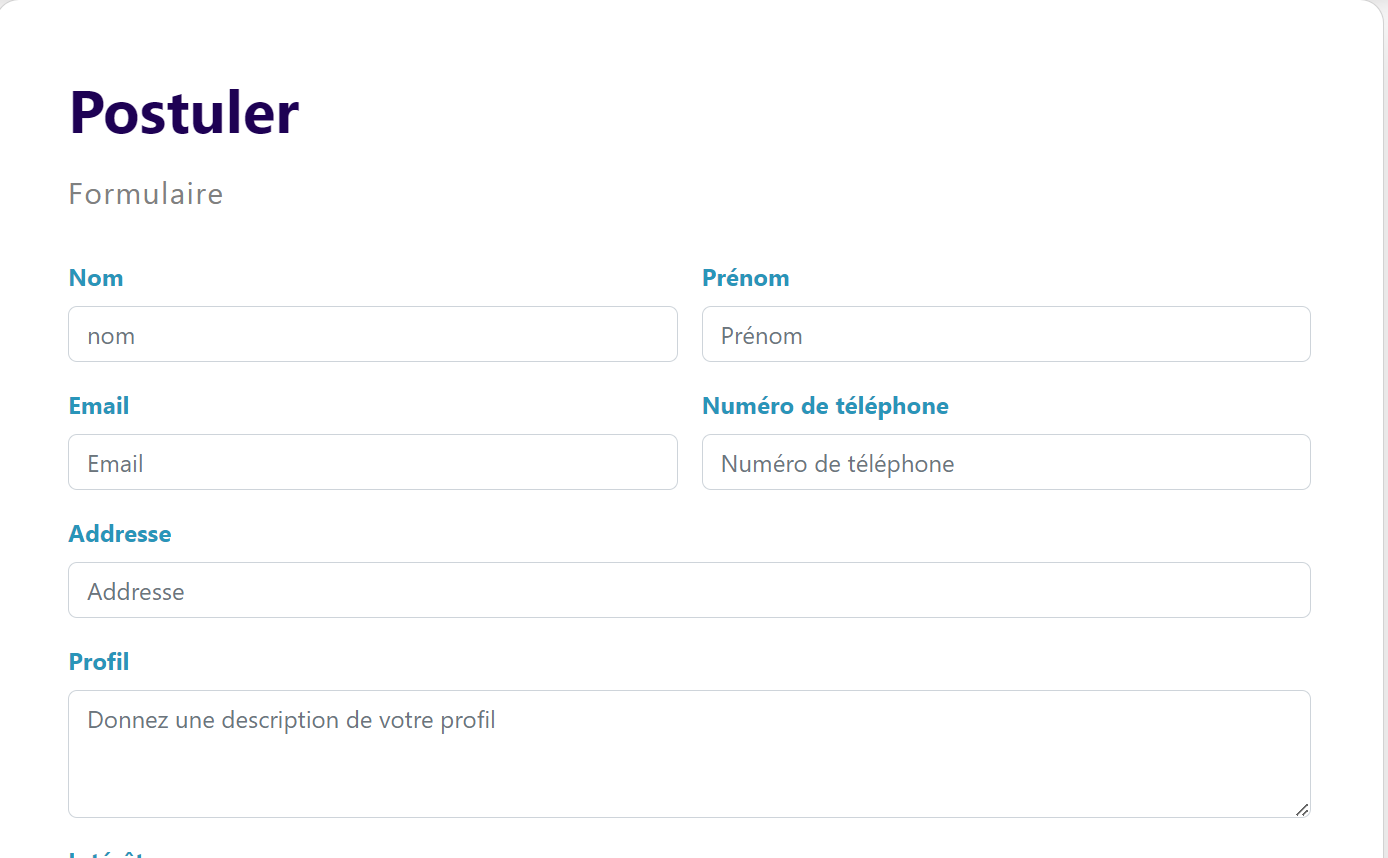 Postuler
Formulaire
Nom
Prénom
nom
Prénom
Email
Numéro de téléphone
Email
Numéro de téléphone
Addresse
Addresse
Profil
Donnez une description de votre profil